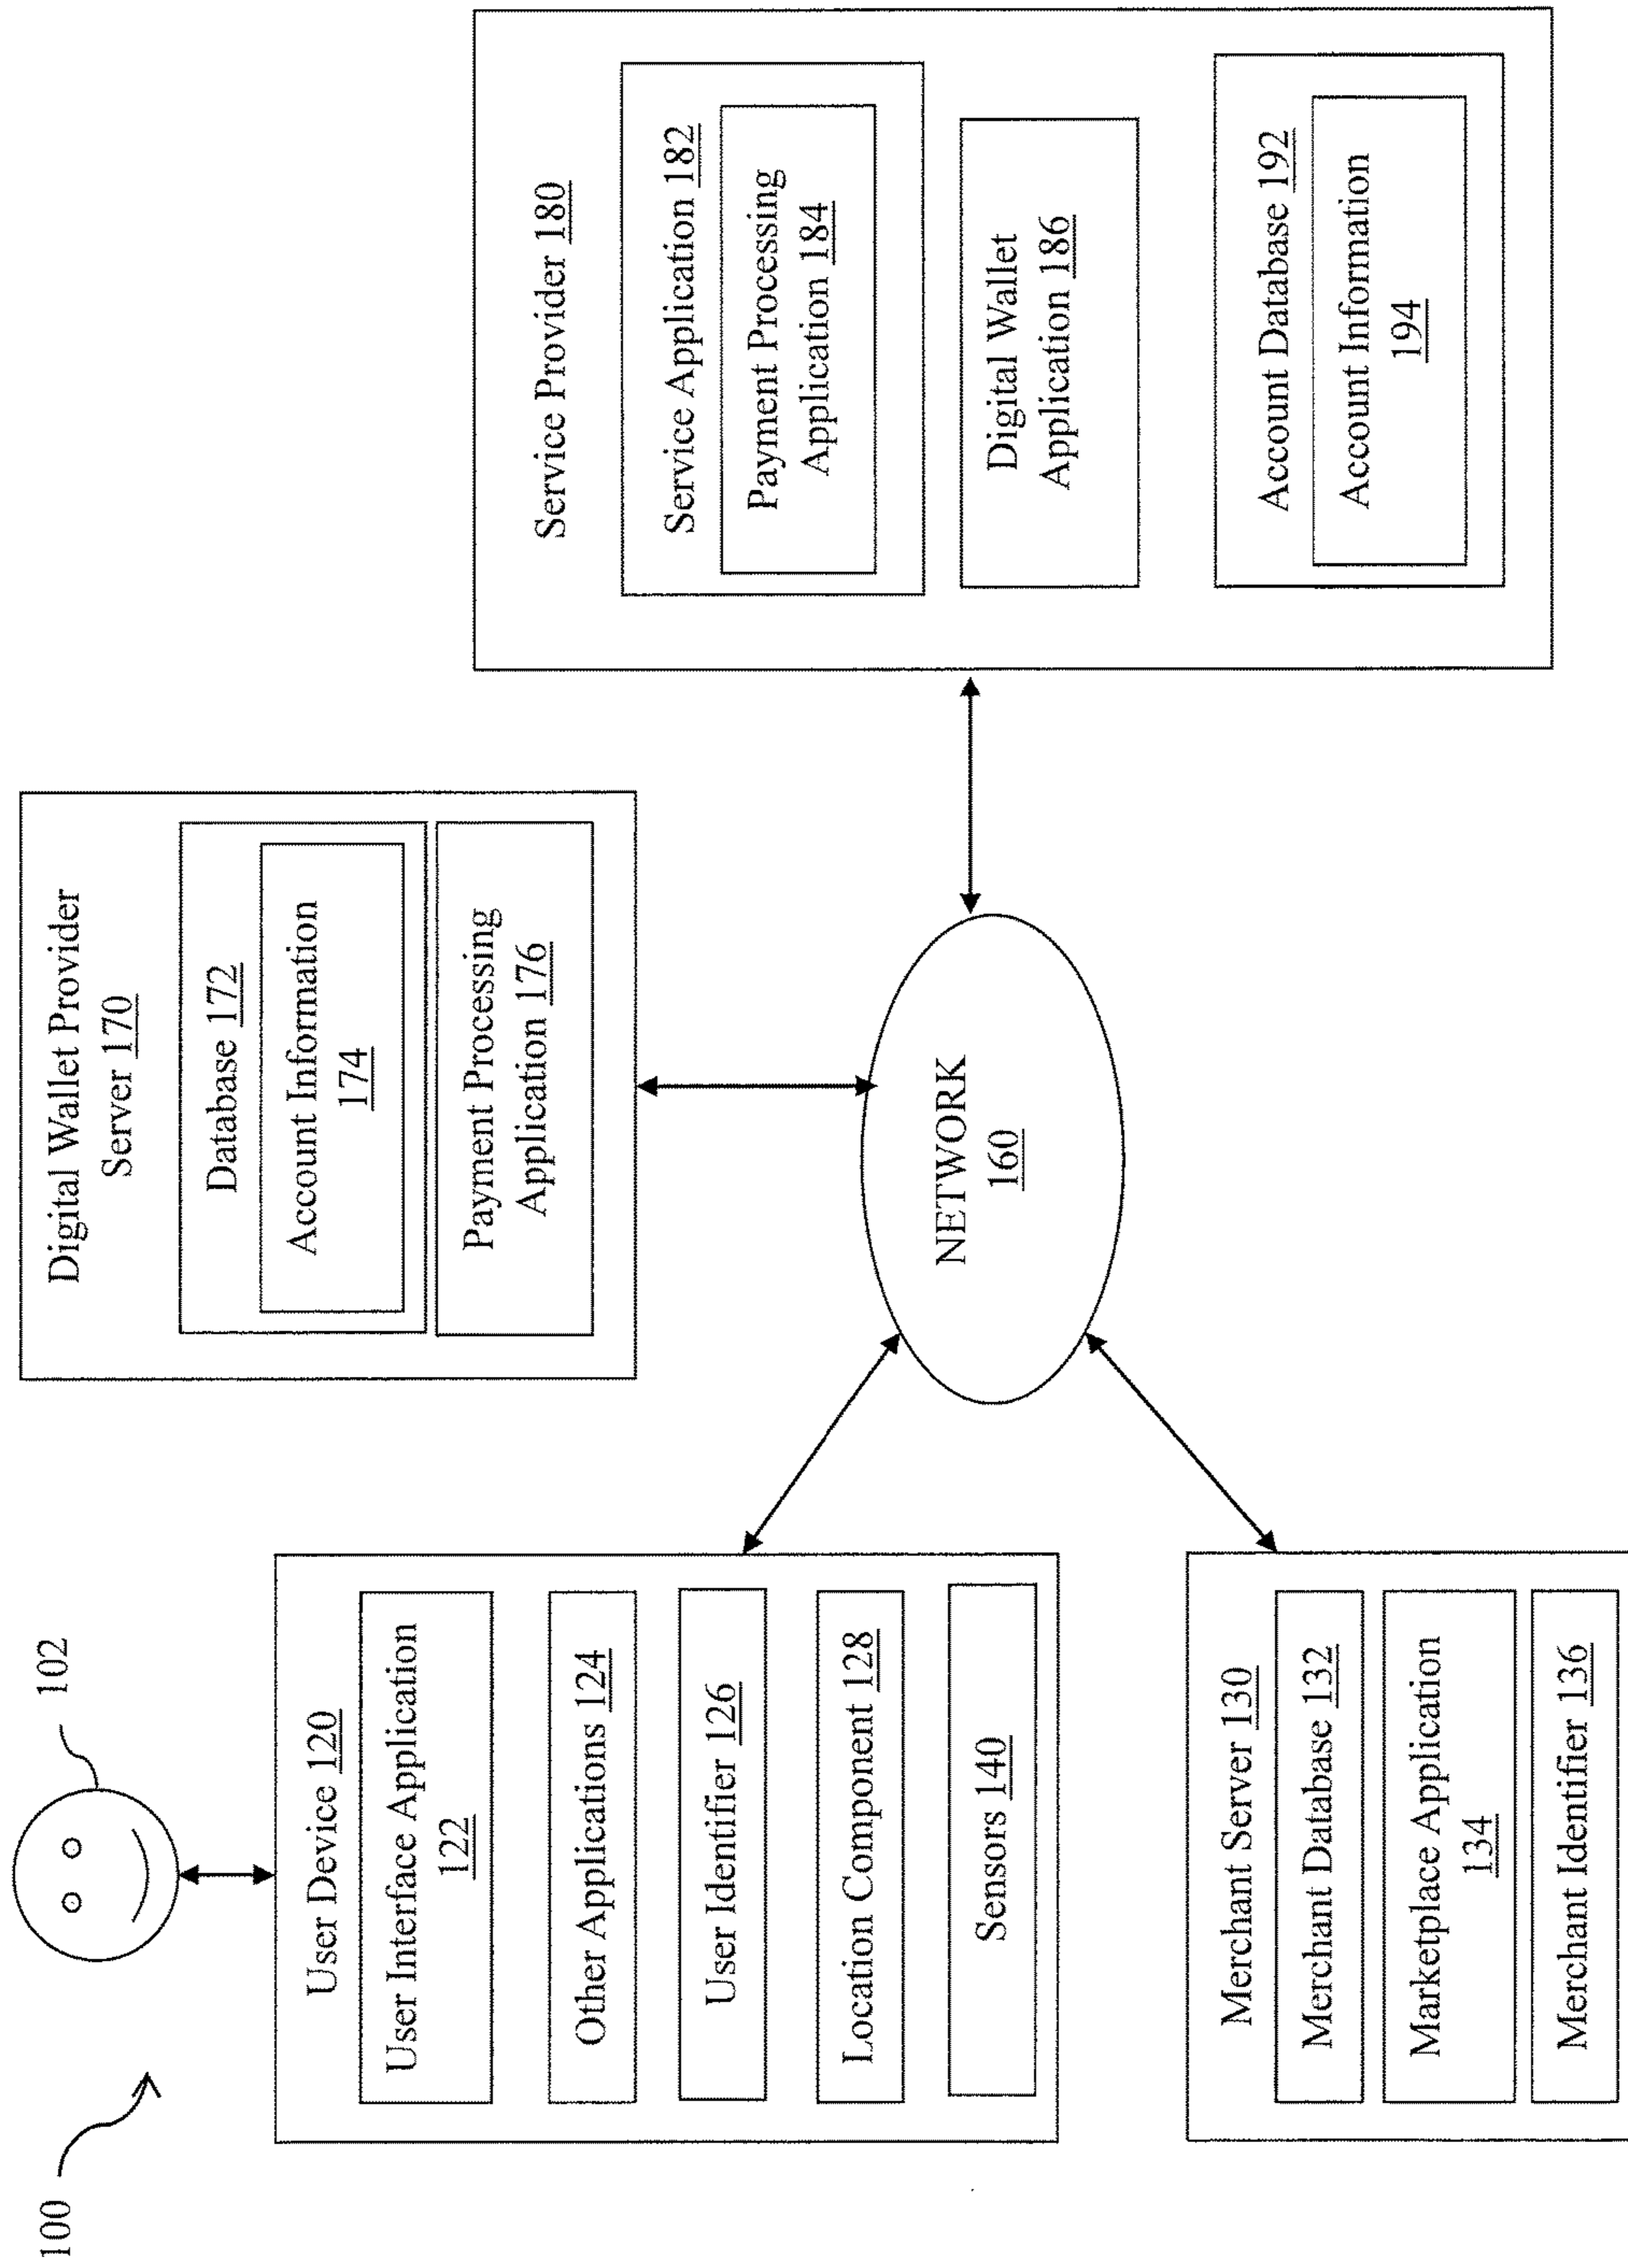 100
102
User Device 120
User Interface Application
122
Other Applications 124
User Identifier 126
Location Component 128
Sensors 140
Merchant Server 130
Merchant Database 132
Marketplace Application
134
Merchant Identifier 136
Digital Wallet Provider
Server 170
Database 172
Account Information
174
Payment Processing
Application 176
NETWORK
160
Service Provider 180
Service Application 182
Payment Processing
Application 184
Digital Wallet
Application 186
Account Database 192
Account Information
194